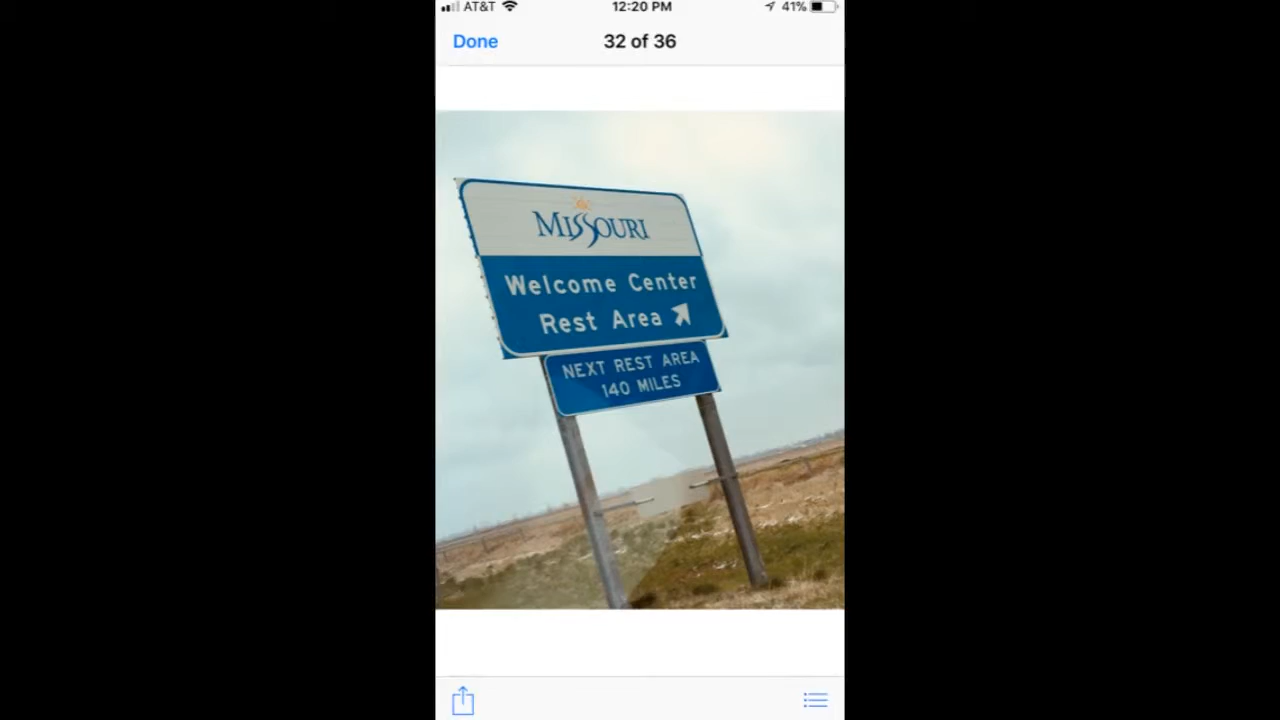 AT&T 12:20 PM 41%
Done 32 of 36
MISSOURI
Welcome Center
Rest Area
NEXT REST AREA
140 MILES